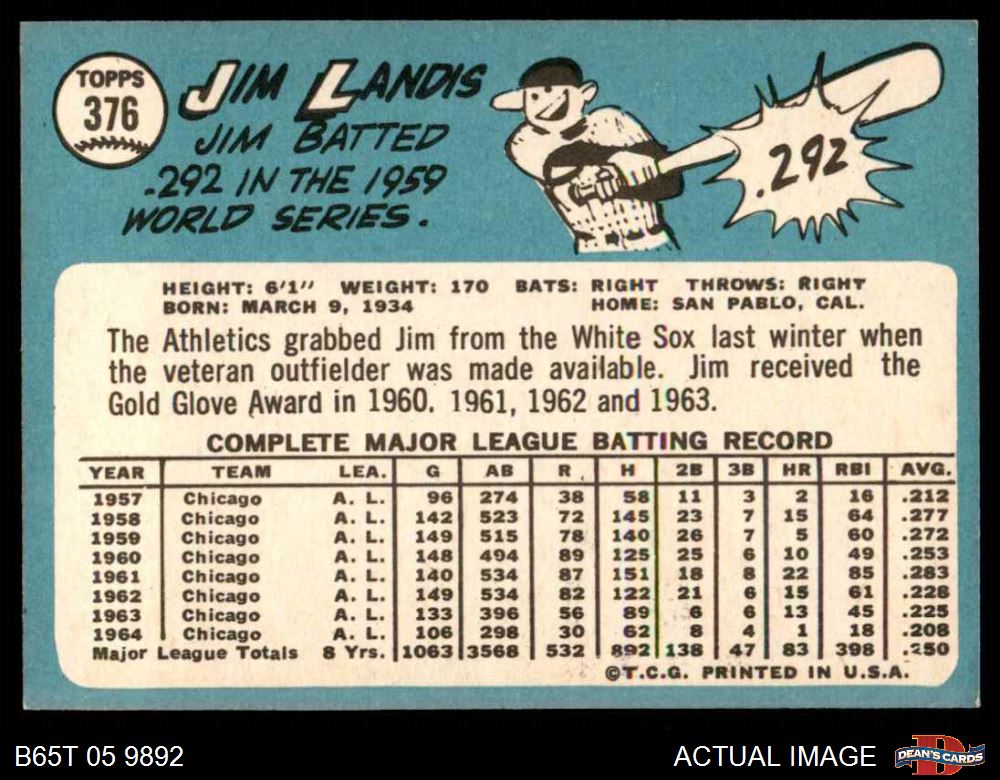 TOPPS
376
JIM LANDIS
JIM BATTED
.292 IN THE 1959
WORLD SERIES.
.292
HEIGHT: 6'1" WEIGHT: 170 BATS: RIGHT THROWS: RIGHT
BORN: MARCH 9, 1934 HOME: SAN PABLO, CAL.
The Athletics grabbed Jim from the White Sox last winter when
the veteran outfielder was made available. Jim received the
Gold Glove Award in 1960. 1961, 1962 and 1963.
COMPLETE MAJOR LEAGUE BATTING RECORD
YEAR TEAM LEA. G AB R H 2B 3B HR RBI AVG.
1957 Chicago A. L. 96 274 38 58 11 3 2 16 .212
1958 Chicago A. L. 142 523 72 145 23 7 15 64 .277
1959 Chicago A. L. 149 515 78 140 26 7 5 60 .272
1960 Chicago A. L. 148 494 89 125 25 6 10 49 .253
1961 Chicago A. L. 140 534 87 151 18 8 22 85 .283
1962 Chicago A. L. 149 534 82 122 21 6 15 61 .228
1963 Chicago A. L. 133 396 56 89 6 6 13 45 .225
1964 Chicago A. L. 106 298 30 62 8 4 1 18 .208
Major League Totals 8 Yrs. 1063 3568 532 892 138 47 83 398 .250
©T.C.G. PRINTED IN U.S.A.
B65T 05 9892 ACTUAL IMAGE
D
DEAN'S CARDS